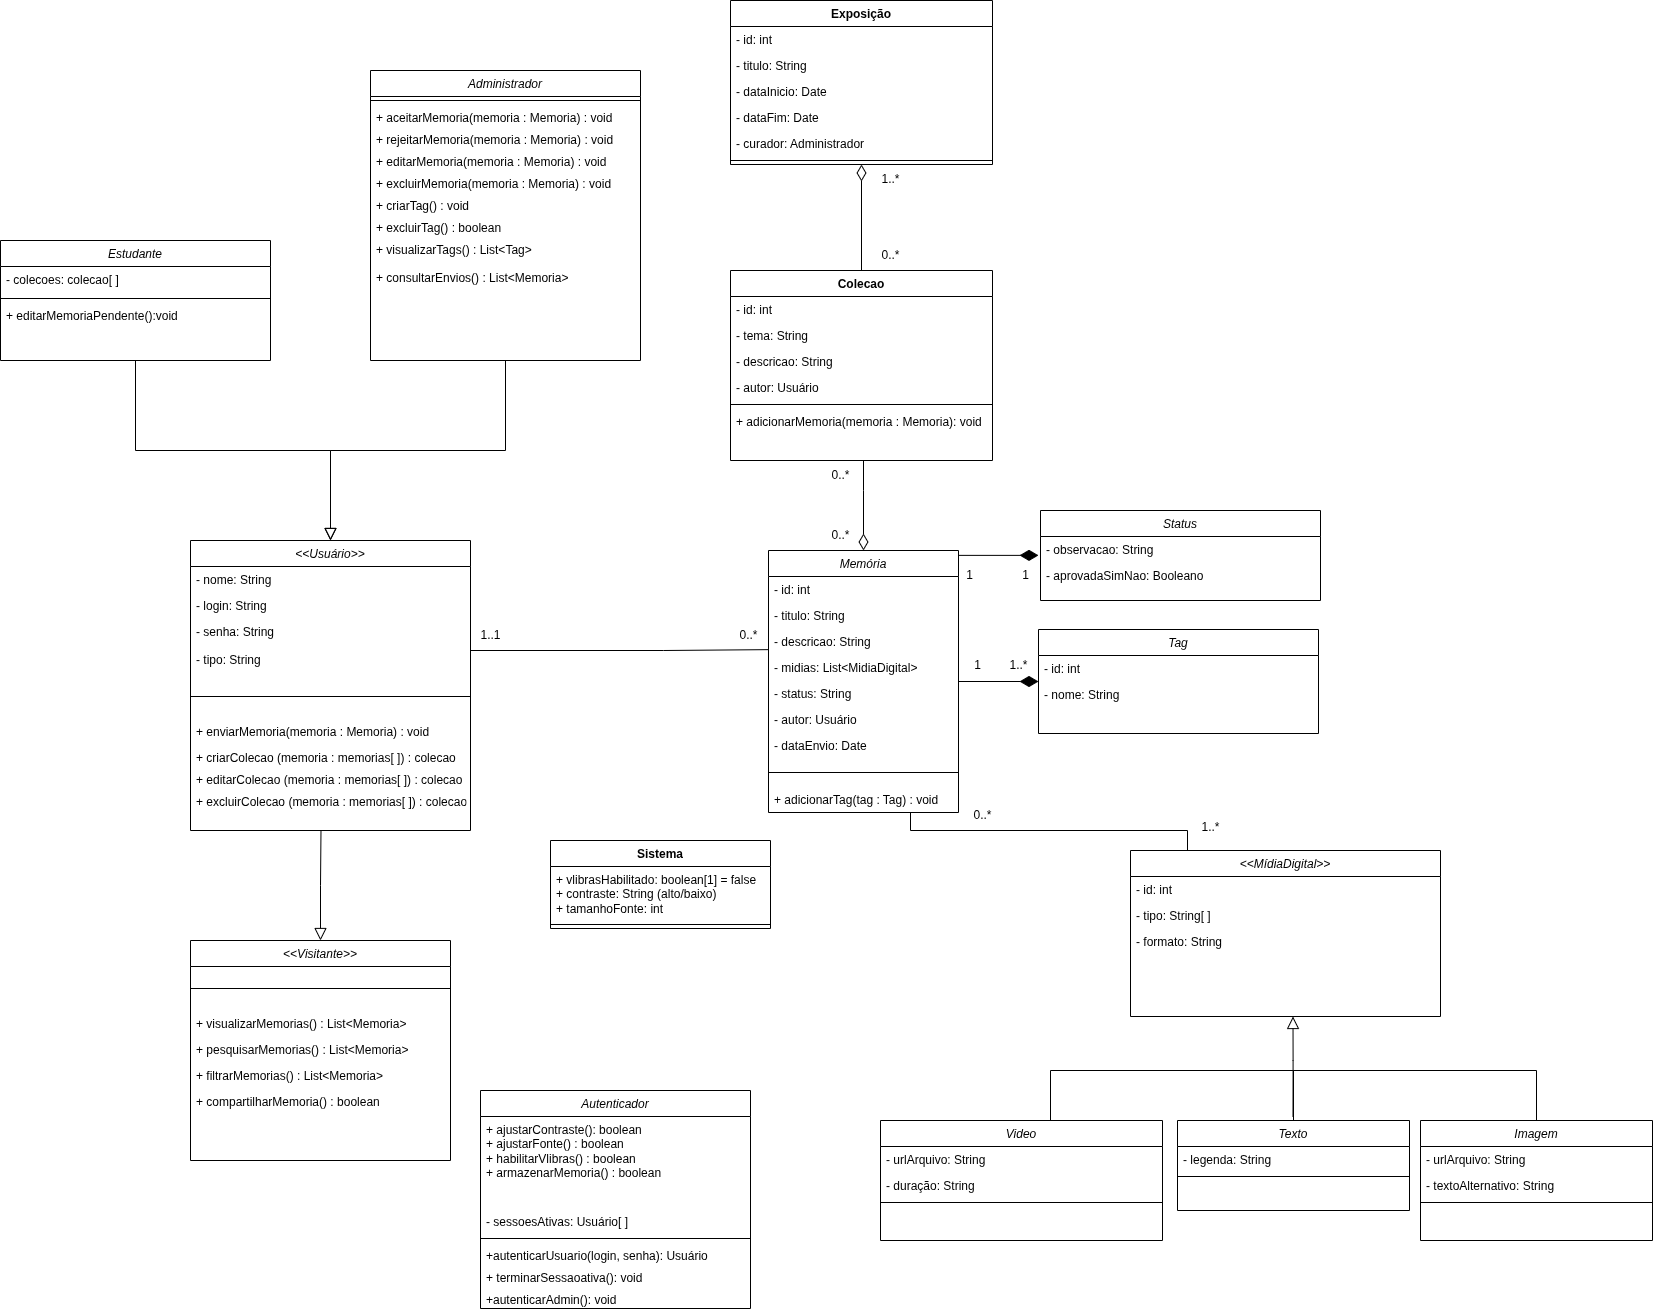 Exposição
- id: int
- titulo: String
- dataInicio: Date
- dataFim: Date
- curador: Administrador
1..*
0..*
Administrador
+ aceitarMemoria(memoria : Memoria) : void
+ rejeitarMemoria(memoria : Memoria) : void
+ editarMemoria(memoria : Memoria) : void
+ excluirMemoria(memoria : Memoria) : void
+ criarTag() : void
+ excluirTag() : boolean
+ visualizarTags() : List<Tag>
+ consultarEnvios() : List<Memoria>
Estudante
- colecoes: colecao[ ]
+ editarMemoriaPendente():void
Colecao
- id: int
- tema: String
- descricao: String
- autor: Usuário
+ adicionarMemoria(memoria : Memoria): void
0..*
0..*
<<Usuário>>
- nome: String
- login: String
- senha: String
- tipo: String
+ enviarMemoria(memoria : Memoria) : void
+ criarColecao (memoria : memorias[ ]) : colecao
+ editarColecao (memoria : memorias[ ]) : colecao
+ excluirColecao (memoria : memorias[ ]) : colecao
1..1
0..*
Memória
- id: int
- titulo: String
- descricao: String
- midias: List<MidiaDigital>
- status: String
- autor: Usuário
- dataEnvio: Date
+ adicionarTag(tag : Tag) : void
1
1
Status
- observacao: String
- aprovadaSimNao: Booleano
1
1..*
Tag
- id: int
- nome: String
0..*
1..*
Sistema
+ vlibrasHabilitado: boolean[1] = false
+ contraste: String (alto/baixo)
+ tamanhoFonte: int
<<MídiaDigital>>
- id: int
- tipo: String[ ]
- formato: String
<<Visitante>>
+ visualizarMemorias() : List<Memoria>
+ pesquisarMemorias() : List<Memoria>
+ filtrarMemorias() : List<Memoria>
+ compartilharMemoria() : boolean
Autenticador
+ ajustarContraste(): boolean
+ ajustarFonte() : boolean
+ habilitarVlibras() : boolean
+ armazenarMemoria() : boolean
- sessoesAtivas: Usuário[ ]
+autenticarUsuario(login, senha): Usuário
+ terminarSessaoativa(): void
+autenticarAdmin(): void
Video
- urlArquivo: String
- duração: String
Texto
- legenda: String
Imagem
- urlArquivo: String
- textoAlternativo: String